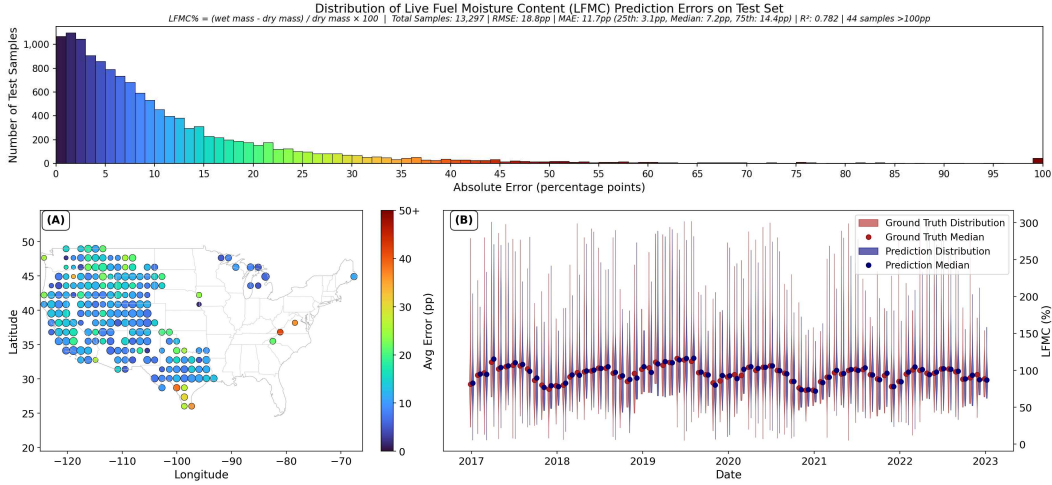 Distribution of Live Fuel Moisture Content (LFMC) Prediction Errors on Test Set
LFMC% = (wet mass - dry mass) / dry mass × 100 | Total Samples: 13,297 | RMSE: 18.8pp | MAE: 11.7pp (25th: 3.1pp, Median: 7.2pp, 75th: 14.4pp) | R²: 0.782 | 44 samples >100pp
Number of Test Samples
1,000
800
600
400
200
0
0 5 10 15 20 25 30 35 40 45 50 55 60 65 70 75 80 85 90 95 100
Absolute Error (percentage points)
(A)
Latitude
50
45
40
35
30
25
20
−120 −110 −100 −90 −80 −70
Longitude
50+
40
30
20
10
0
Avg Error (pp)
(B)
Ground Truth Distribution
Ground Truth Median
Prediction Distribution
Prediction Median
300
250
200
150
100
50
0
LFMC (%)
2017 2018 2019 2020 2021 2022 2023
Date